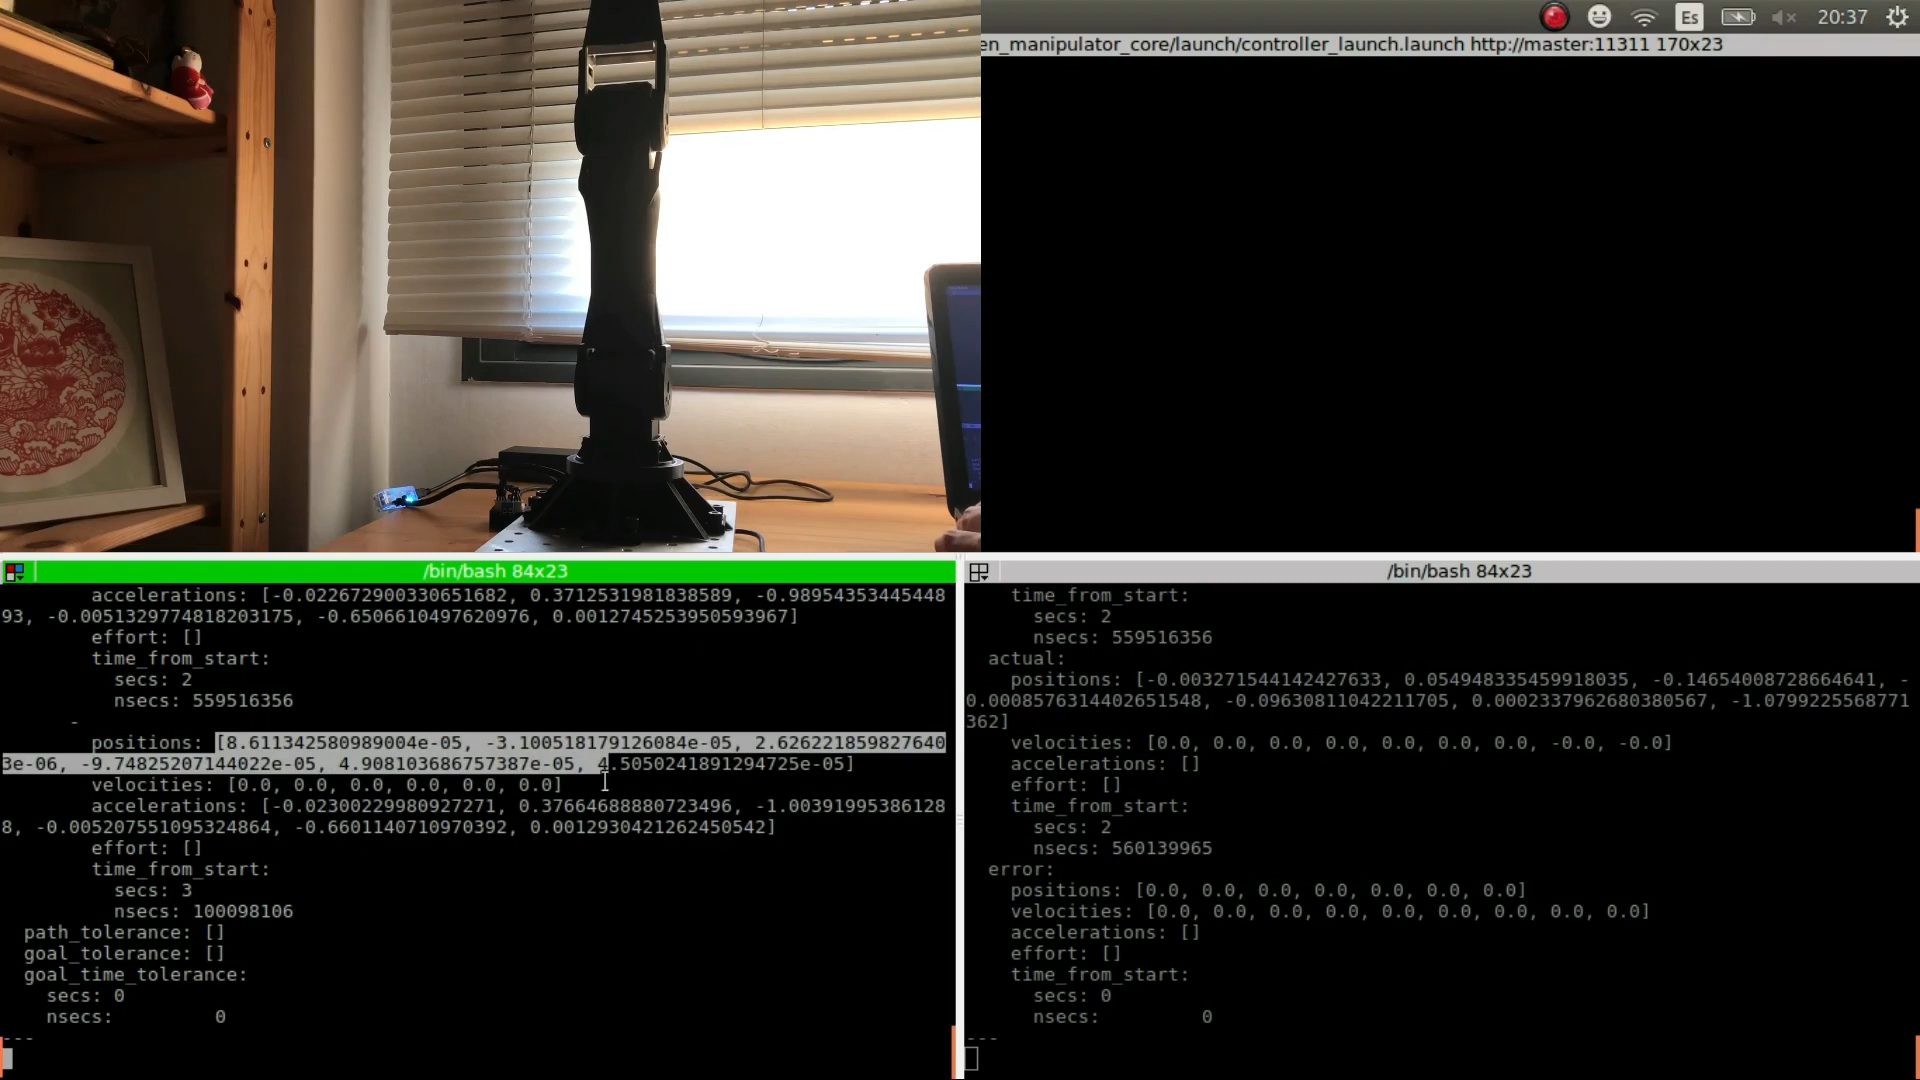 Es
20:37
en_manipulator_core/launch/controller_launch.launch http://master:11311 170x23
/bin/bash 84x23
accelerations: [-0.022672900330651682, 0.3712531981838589, -0.98954353445448
93, -0.0051329774818203175, -0.6506610497620976, 0.0012745253950593967]
effort: []
time_from_start:
secs: 2
nsecs: 559516356
-
positions: [8.611342580989004e-05, -3.100518179126084e-05, 2.626221859827640
3e-06, -9.74825207144022e-05, 4.908103686757387e-05, 4.5050241891294725e-05]
velocities: [0.0, 0.0, 0.0, 0.0, 0.0, 0.0]
accelerations: [-0.02300229980927271, 0.37664688880723496, -1.00391995386128
8, -0.0052075510953248​64, -0.6601140710970392, 0.0012930421262450542]
effort: []
time_from_start:
secs: 3
nsecs: 100098106
path_tolerance: []
goal_tolerance: []
goal_time_tolerance:
secs: 0
nsecs:         0
---
/bin/bash 84x23
time_from_start:
secs: 2
nsecs: 559516356
actual:
positions: [-0.003271544142427633, 0.054948335459918035, -0.14654008728664641, -
0.0008576314402651548, -0.09630811042211705, 0.0002337962680380567, -1.0799225568771
362]
velocities: [0.0, 0.0, 0.0, 0.0, 0.0, 0.0, 0.0, -0.0, -0.0]
accelerations: []
effort: []
time_from_start:
secs: 2
nsecs: 560139965
error:
positions: [0.0, 0.0, 0.0, 0.0, 0.0, 0.0, 0.0]
velocities: [0.0, 0.0, 0.0, 0.0, 0.0, 0.0, 0.0, 0.0, 0.0]
accelerations: []
effort: []
time_from_start:
secs: 0
nsecs:         0
---